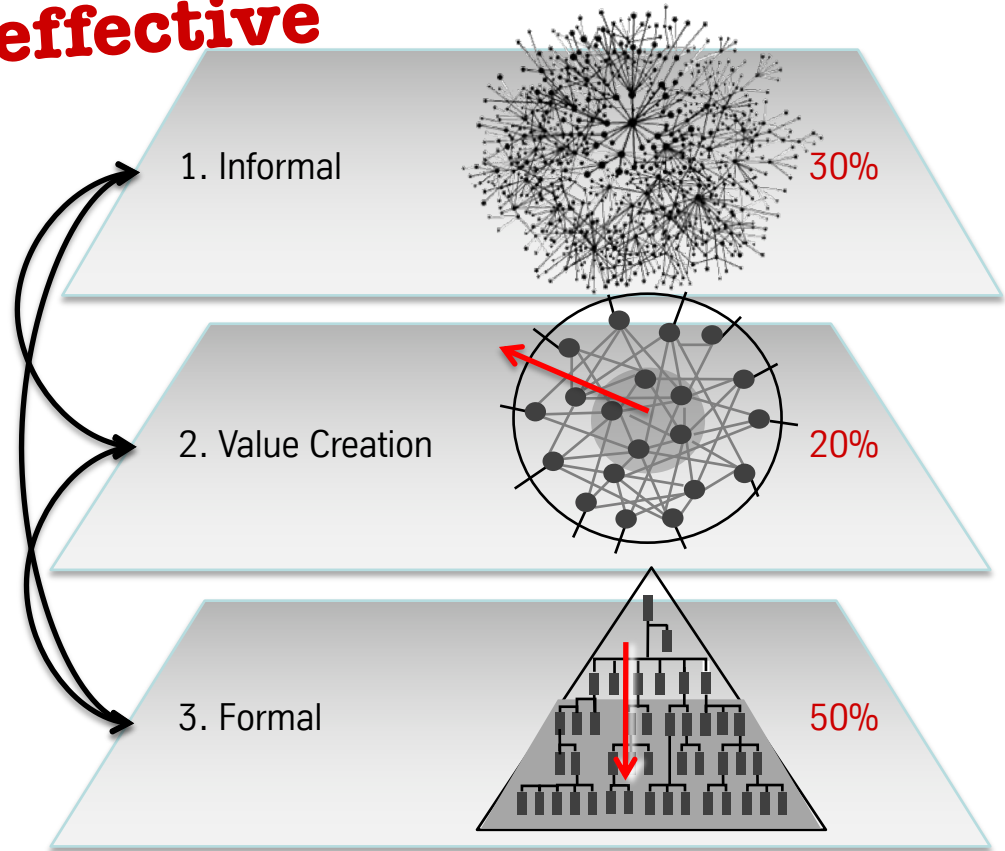 effective
1. Informal
30%
2. Value Creation
20%
3. Formal
50%